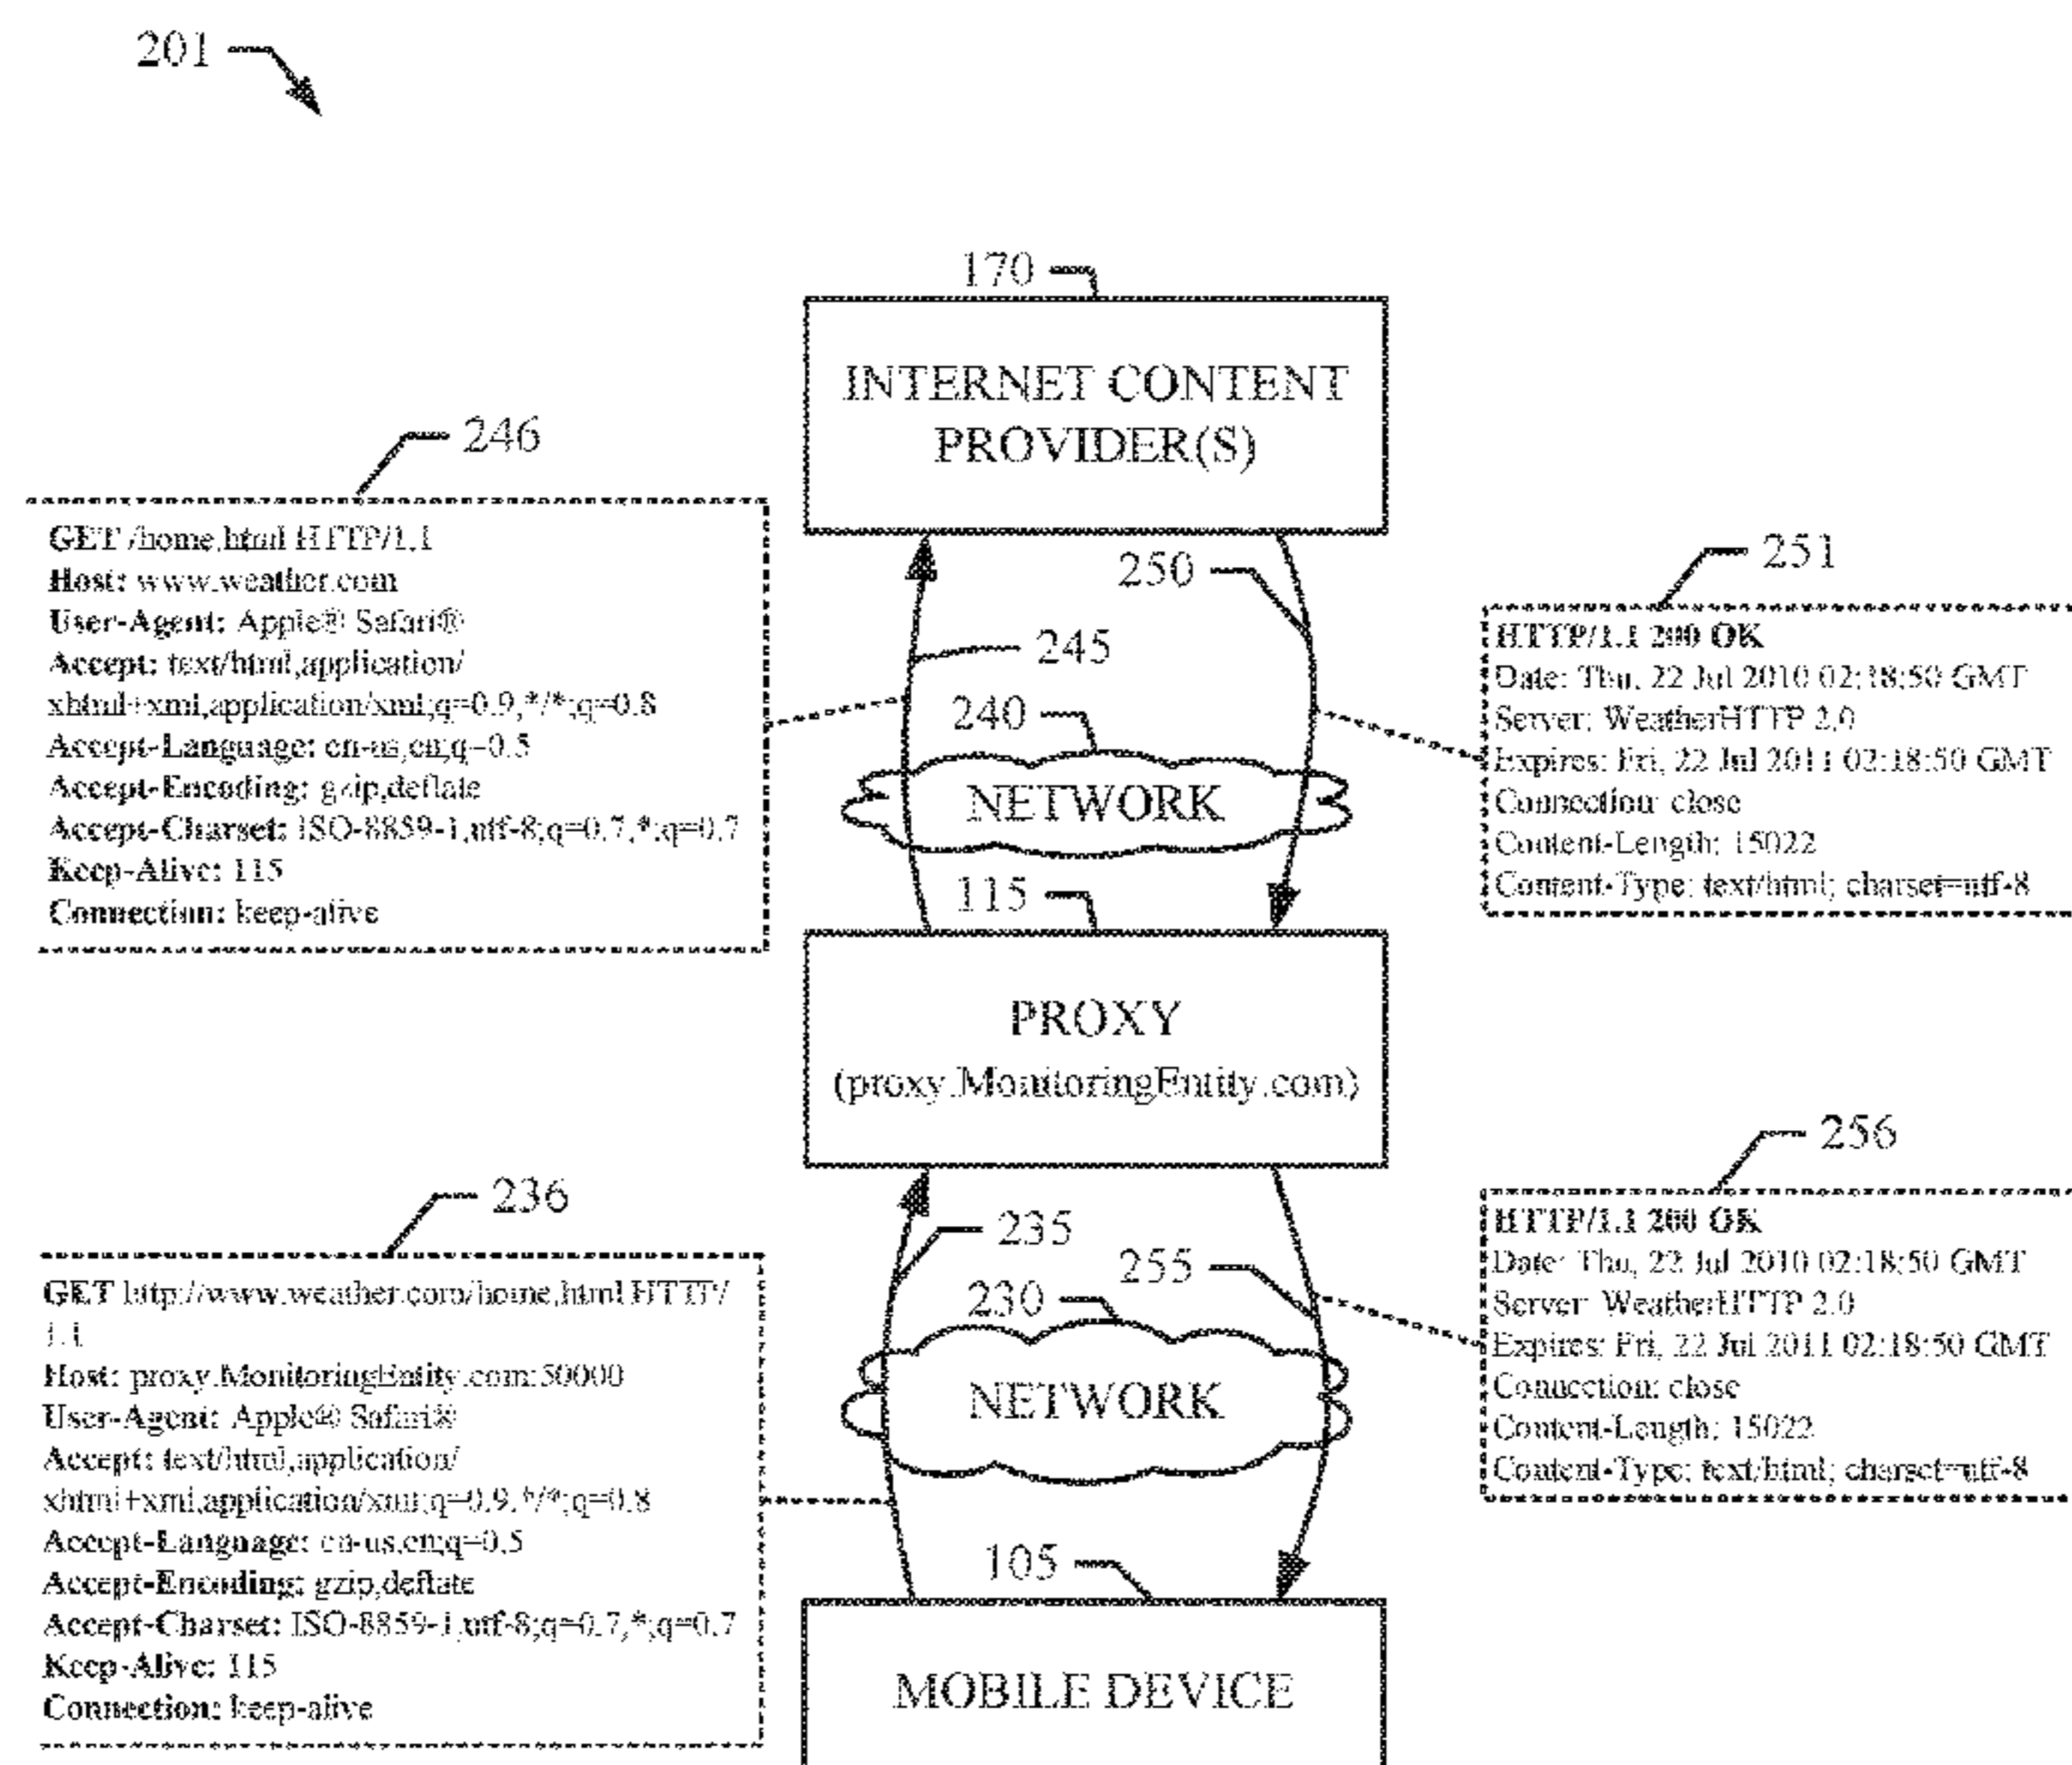 201
170
INTERNET CONTENT
PROVIDER(S)
246
GET /home.html HTTP/1.1
Host: www.weather.com
User-Agent: Apple® Safari®
Accept: text/html,application/
xhtml+xml,application/xml;q=0.9,*/*;q=0.8
Accept-Language: en-us,en;q=0.5
Accept-Encoding: gzip,deflate
Accept-Charset: ISO-8859-1,utf-8;q=0.7,*;q=0.7
Keep-Alive: 115
Connection: keep-alive
250
245
240
NETWORK
251
HTTP/1.1 200 OK
Date: Thu, 22 Jul 2010 02:18:50 GMT
Server: WeatherHTTP 2.0
Expires: Fri, 22 Jul 2011 02:18:50 GMT
Connection: close
Content-Length: 15022
Content-Type: text/html; charset=utf-8
115
PROXY
(proxy.MonitoringEntity.com)
236
GET http://www.weather.com/home.html HTTP/
1.1
Host: proxy.MonitoringEntity.com:50000
User-Agent: Apple® Safari®
Accept: text/html,application/
xhtml+xml,application/xml;q=0.9,*/*;q=0.8
Accept-Language: en-us,en;q=0.5
Accept-Encoding: gzip,deflate
Accept-Charset: ISO-8859-1,utf-8;q=0.7,*;q=0.7
Keep-Alive: 115
Connection: keep-alive
235
255
230
NETWORK
256
HTTP/1.1 200 OK
Date: Thu, 22 Jul 2010 02:18:50 GMT
Server: WeatherHTTP 2.0
Expires: Fri, 22 Jul 2011 02:18:50 GMT
Connection: close
Content-Length: 15022
Content-Type: text/html; charset=utf-8
105
MOBILE DEVICE